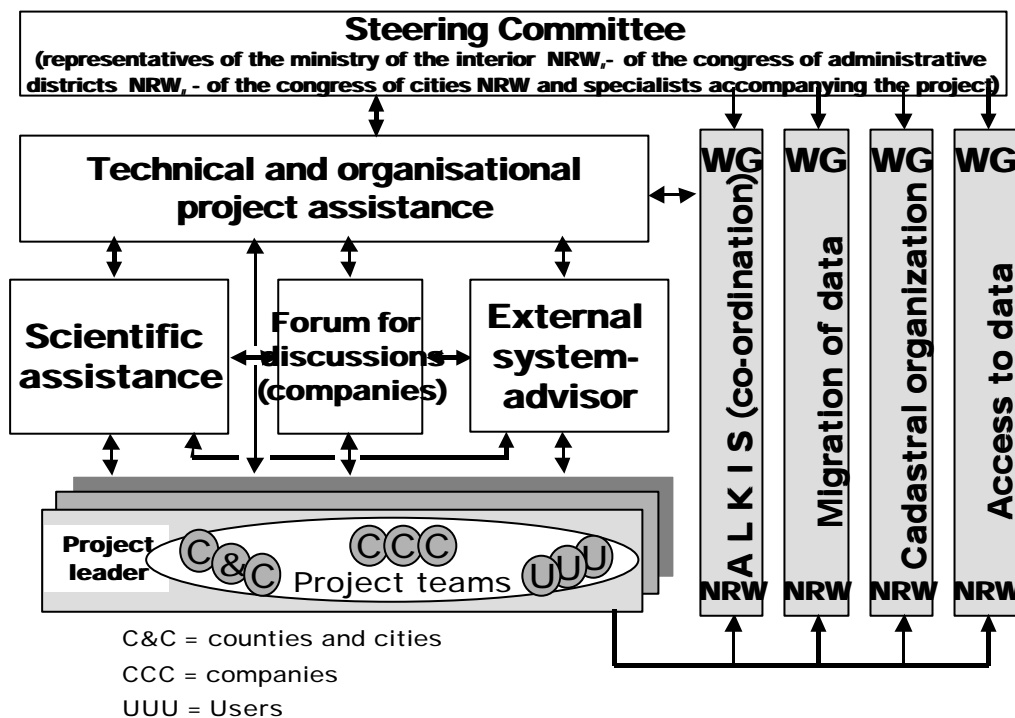 Steering Committee
(representatives of the ministry of the interior NRW,- of the congress of administrative
districts NRW, - of the congress of cities NRW and specialists accompanying the project)
Technical and organisational
project assistance
Scientific
assistance
Forum for
discussions
(companies)
External
system-
advisor
WG
ALKIS (co-ordination)
NRW
WG
Migration of data
NRW
WG
Cadastral organization
NRW
WG
Access to data
NRW
Project
leader
C&C
CCC
UUU
Project teams
C&C = counties and cities
CCC = companies
UUU = Users